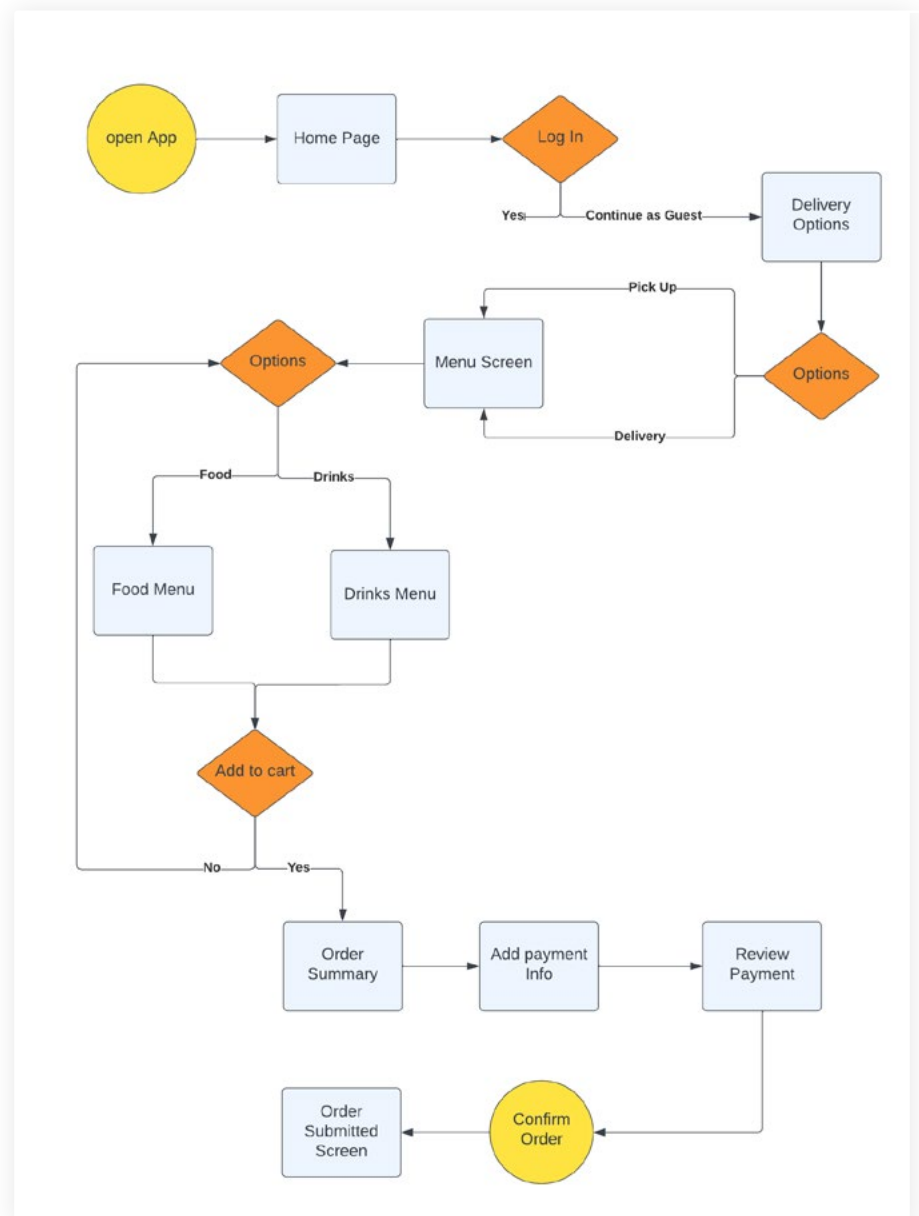 open App
Home Page
Log In
Yes
Continue as Guest
Delivery
Options
Pick Up
Options
Menu Screen
Options
Delivery
Food
Drinks
Food Menu
Drinks Menu
Add to cart
No
Yes
Order
Summary
Add payment
Info
Review
Payment
Order
Submitted
Screen
Confirm
Order